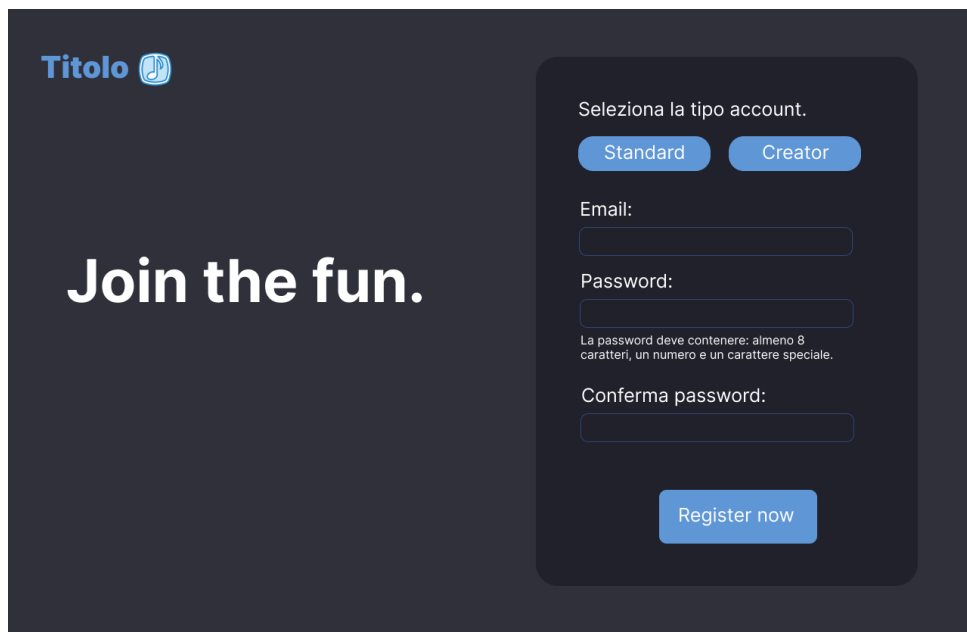 Titolo
Join the fun.
Seleziona la tipo account.
Standard
Creator
Email:
Password:
La password deve contenere: almeno 8
caratteri, un numero e un carattere speciale.
Conferma password:
Register now